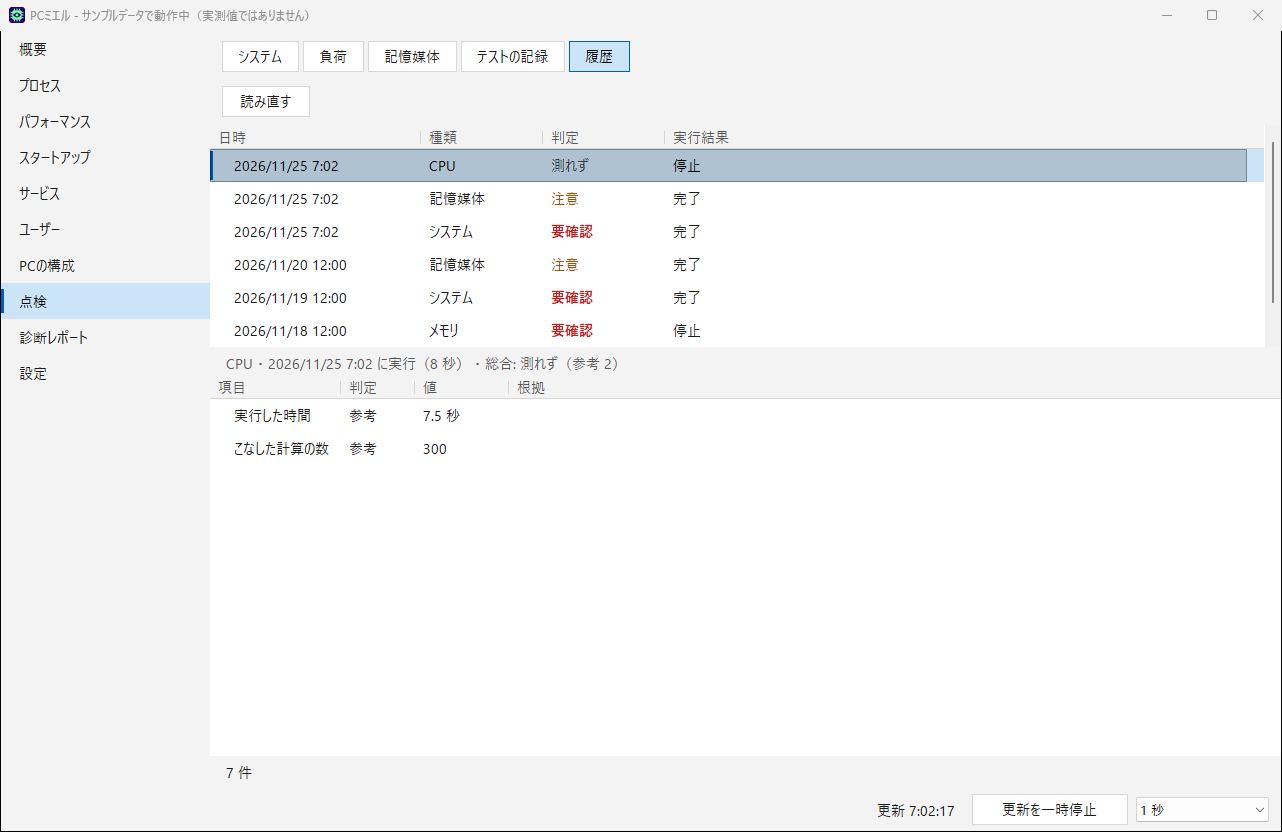 PCミエル - サンプルデータで動作中（実測値ではありません）
概要
プロセス
パフォーマンス
スタートアップ
サービス
ユーザー
PCの構成
点検
診断レポート
設定
システム 負荷 記憶媒体 テストの記録 履歴
読み直す
日時 種類 判定 実行結果
2026/11/25 7:02 CPU 測れず 停止
2026/11/25 7:02 記憶媒体 注意 完了
2026/11/25 7:02 システム 要確認 完了
2026/11/20 12:00 記憶媒体 注意 完了
2026/11/19 12:00 システム 要確認 完了
2026/11/18 12:00 メモリ 要確認 停止
CPU・2026/11/25 7:02 に実行（8 秒）・総合: 測れず（参考 2）
項目 判定 値 根拠
実行した時間 参考 7.5 秒
こなした計算の数 参考 300
7 件
更新 7:02:17 更新を一時停止 1 秒